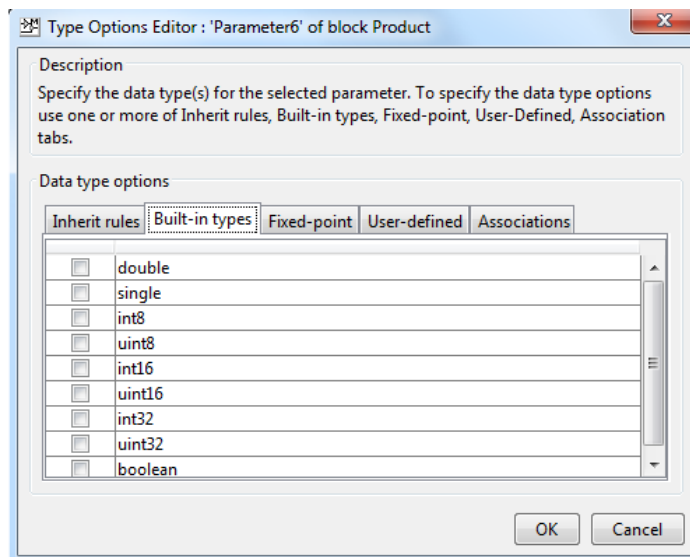 Type Options Editor : 'Parameter6' of block Product
Description
Specify the data type(s) for the selected parameter. To specify the data type options
use one or more of Inherit rules, Built-in types, Fixed-point, User-Defined, Association
tabs.
Data type options
Inherit rules Built-in types Fixed-point User-defined Associations
double
single
int8
uint8
int16
uint16
int32
uint32
boolean
OK Cancel